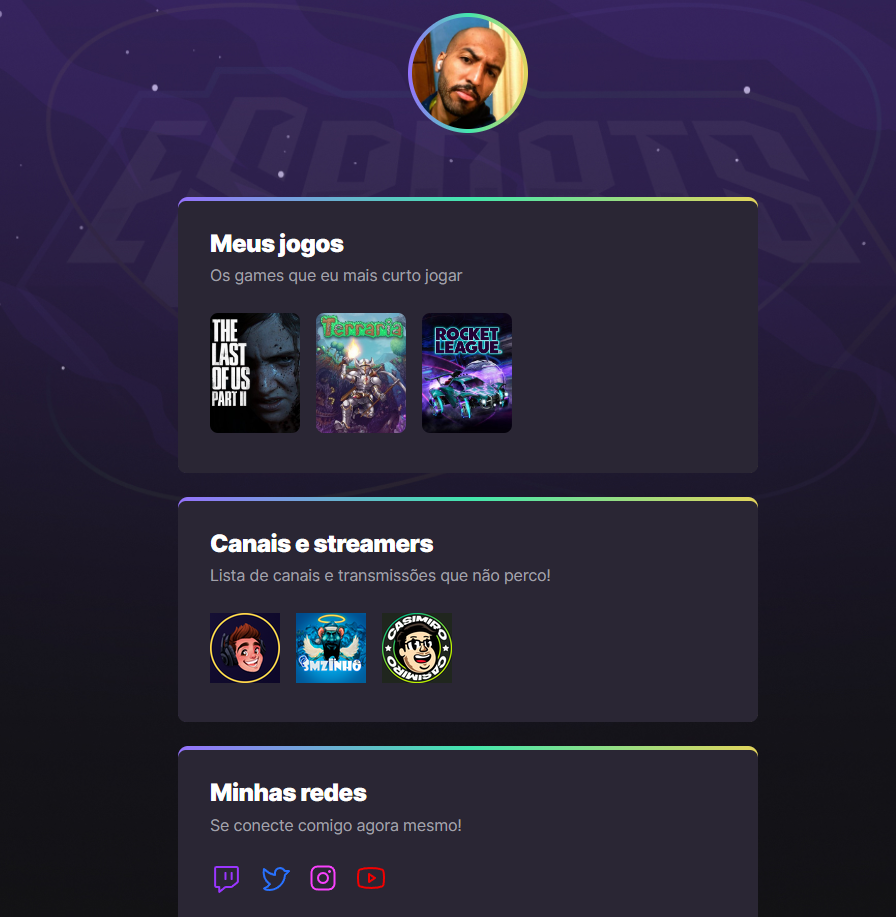 ESPORTS
Meus jogos
Os games que eu mais curto jogar
THE
LAST
OF US
PART II
Terraria
ROCKET
LEAGUE
Canais e streamers
Lista de canais e transmissões que não perco!
CASIMIRO
CASIMIRO
Minhas redes
Se conecte comigo agora mesmo!